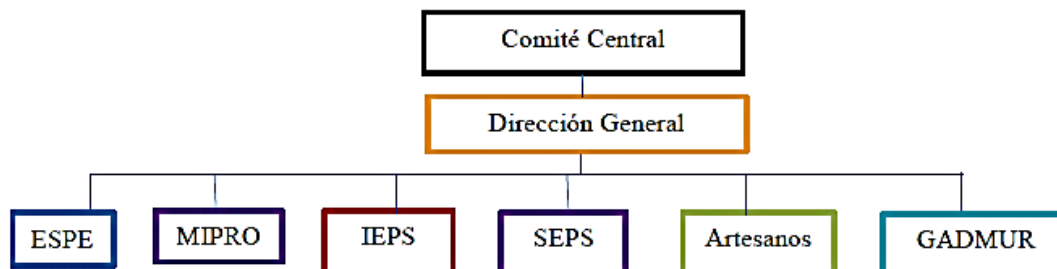 Comité Central
Dirección General
ESPE MIPRO IEPS SEPS Artesanos GADMUR